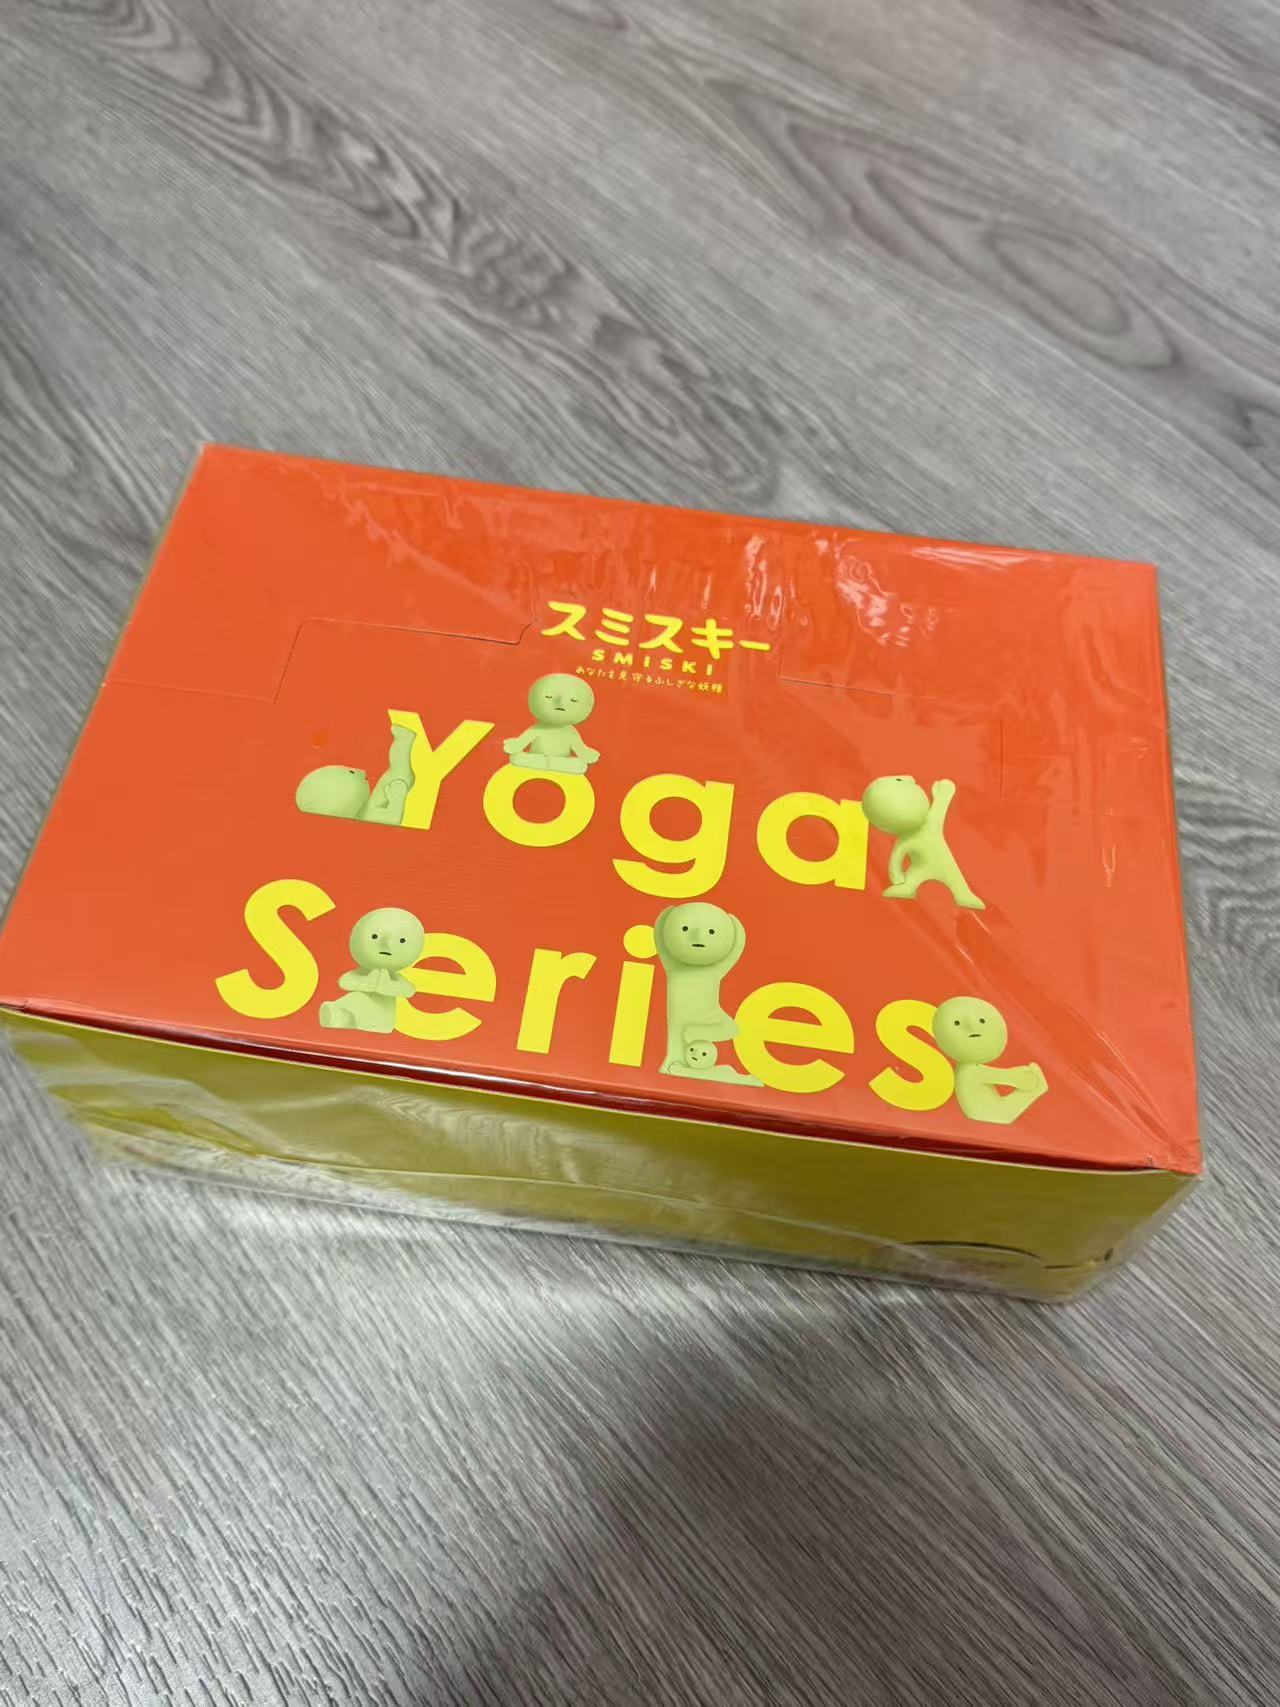 スミスキー
SMISKI
あなたを見守るふしぎな妖精
Yoga
Series